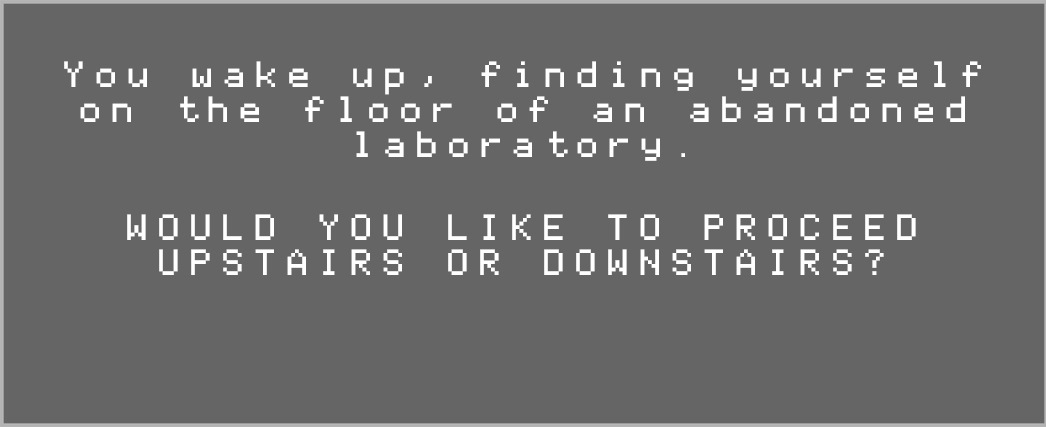 You wake up, finding yourself
on the floor of an abandoned
laboratory.
WOULD YOU LIKE TO PROCEED
UPSTAIRS OR DOWNSTAIRS?